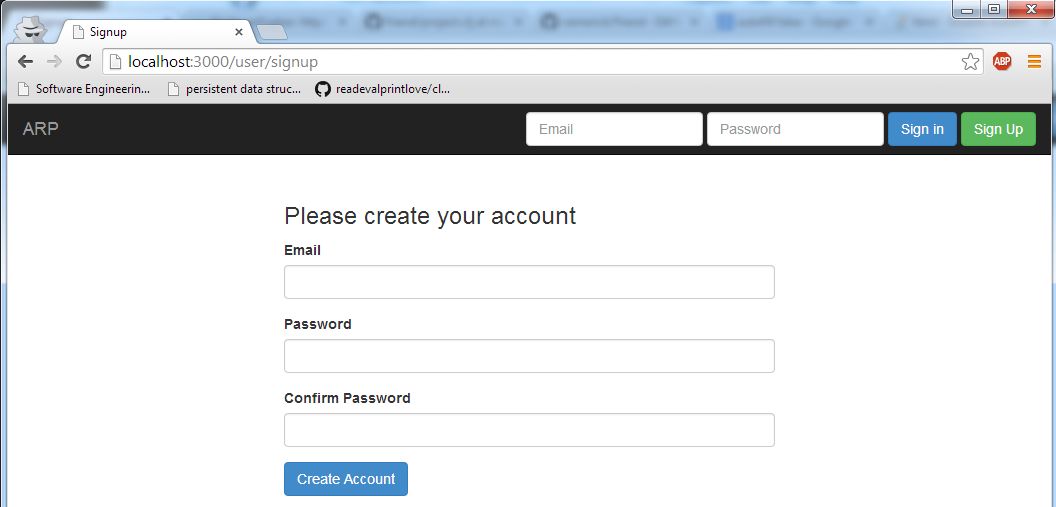 Signup
localhost:3000/user/signup
ABP
Software Engineerin... persistent data struc... readevalprintlove/cl...
ARP Email Password Sign in Sign Up
Please create your account
Email
Password
Confirm Password
Create Account